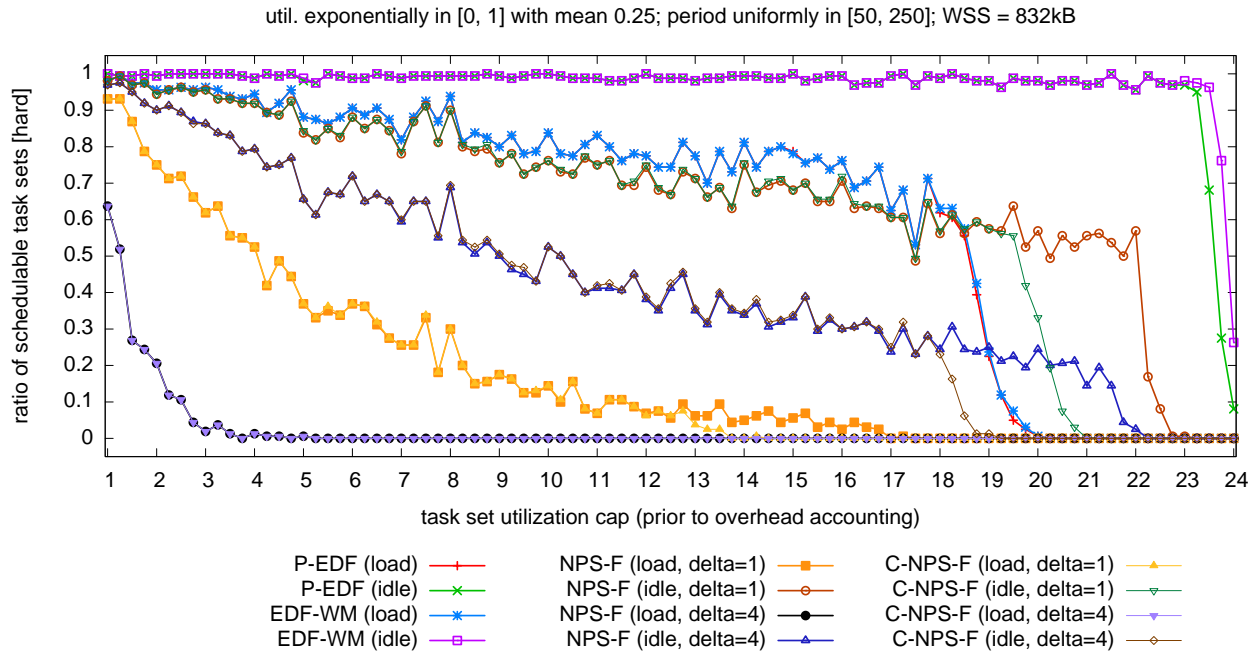 util. exponentially in [0, 1] with mean 0.25; period uniformly in [50, 250]; WSS = 832kB
ratio of schedulable task sets [hard]
1
0.9
0.8
0.7
0.6
0.5
0.4
0.3
0.2
0.1
0
1 2 3 4 5 6 7 8 9 10 11 12 13 14 15 16 17 18 19 20 21 22 23 24
task set utilization cap (prior to overhead accounting)
P-EDF (load) NPS-F (load, delta=1) C-NPS-F (load, delta=1)
P-EDF (idle) NPS-F (idle, delta=1) C-NPS-F (idle, delta=1)
EDF-WM (load) NPS-F (load, delta=4) C-NPS-F (load, delta=4)
EDF-WM (idle) NPS-F (idle, delta=4) C-NPS-F (idle, delta=4)